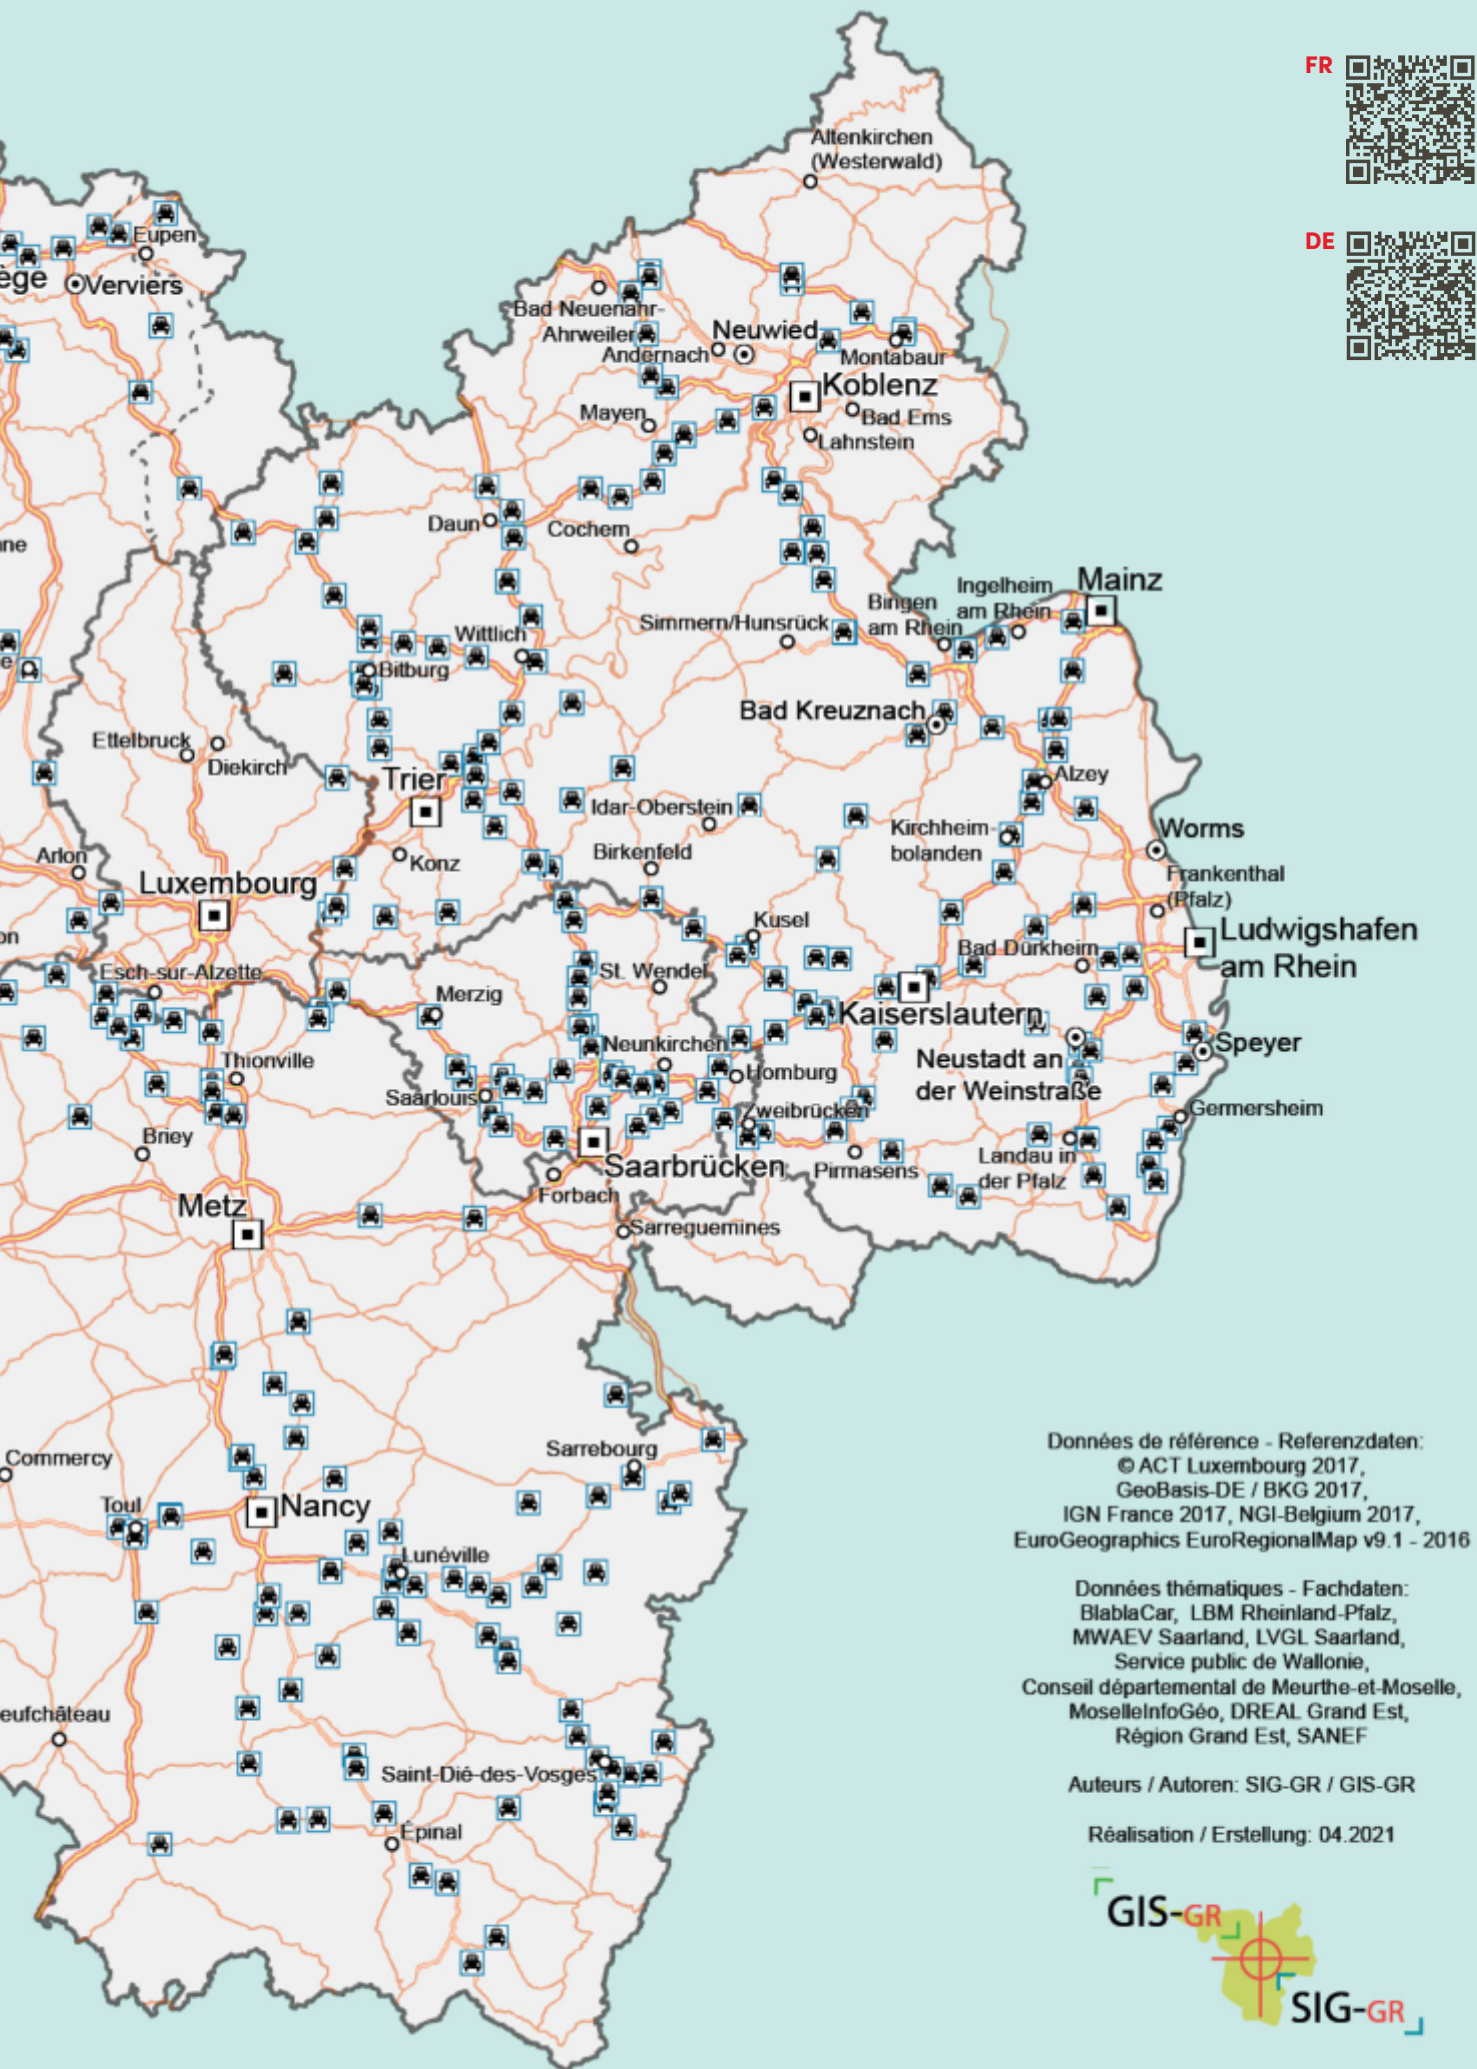 FR
DE
Altenkirchen
(Westerwald)
Eupen
ège
Verviers
Bad Neuenahr-
Ahrweiler
Neuwied
Andernach
Montabaur
Koblenz
Mayen
Bad Ems
Lahnstein
Daun
Cochem
ne
Mainz
Ingelheim
am Rhein
Bingen
am Rhein
Simmern/Hunsrück
Wittlich
e
Bitburg
Bad Kreuznach
Ettelbruck
Diekirch
Trier
Alzey
Idar-Oberstein
Kirchheim-
bolanden
Worms
Arlon
Konz
Birkenfeld
Frankenthal
(Pfalz)
Luxembourg
Kusel
Ludwigshafen
am Rhein
on
Bad Dürkheim
Esch-sur-Alzette
St. Wendel
Merzig
Kaiserslautern
Neunkirchen
Speyer
Thionville
Neustadt an
der Weinstraße
Homburg
Saarlouis
Zweibrücken
Germersheim
Briey
Landau in
der Pfalz
Saarbrücken
Pirmasens
Forbach
Metz
Sarreguemines
Commercy
Sarrebourg
Toul
Nancy
Lunéville
eufchâteau
Saint-Dié-des-Vosges
Épinal
Données de référence - Referenzdaten:
© ACT Luxembourg 2017,
GeoBasis-DE / BKG 2017,
IGN France 2017, NGI-Belgium 2017,
EuroGeographics EuroRegionalMap v9.1 - 2016
Données thématiques - Fachdaten:
BlablaCar, LBM Rheinland-Pfalz,
MWAEV Saarland, LVGL Saarland,
Service public de Wallonie,
Conseil départemental de Meurthe-et-Moselle,
MoselleInfoGéo, DREAL Grand Est,
Région Grand Est, SANEF
Auteurs / Autoren: SIG-GR / GIS-GR
Réalisation / Erstellung: 04.2021
GIS-GR
SIG-GR